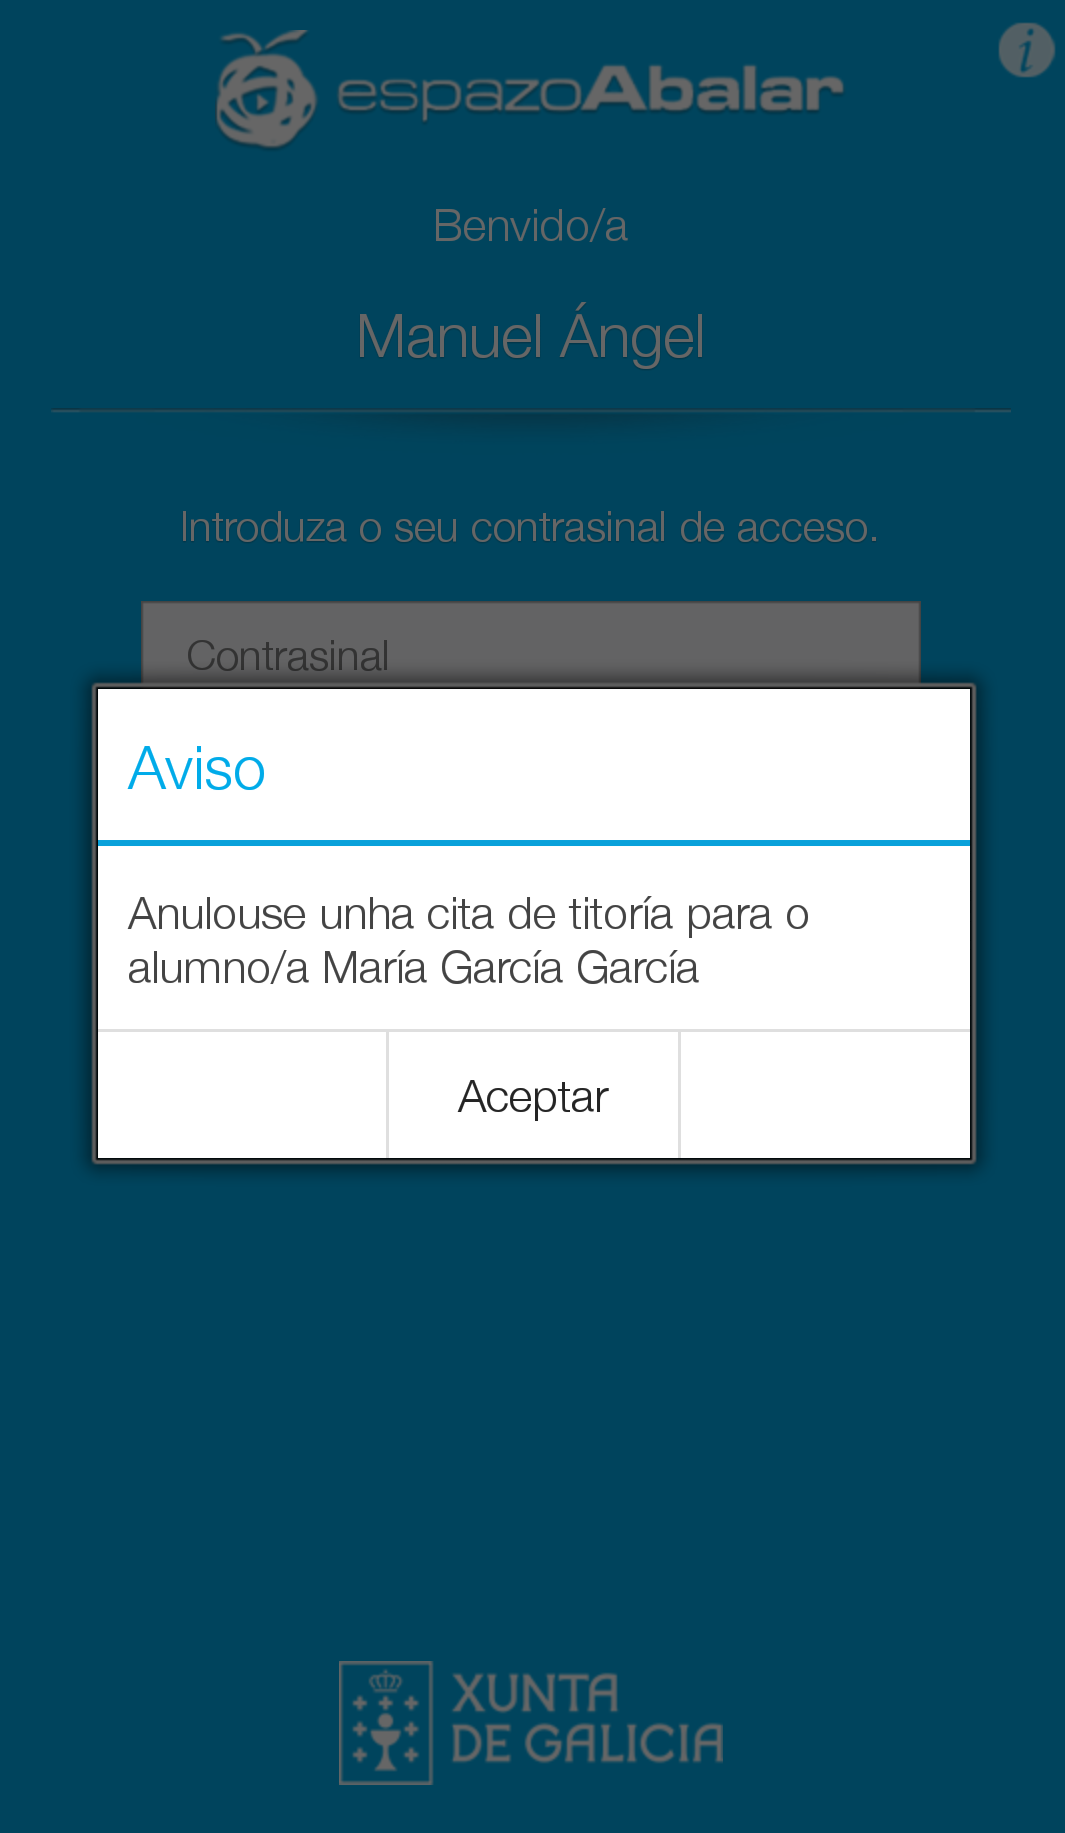 espazoAbalar
i
Benvido/a
Manuel Ángel
Introduza o seu contrasinal de acceso.
Contrasinal
Aviso
Anulouse unha cita de titoría para o
alumno/a María García García
Aceptar
XUNTA
DE GALICIA